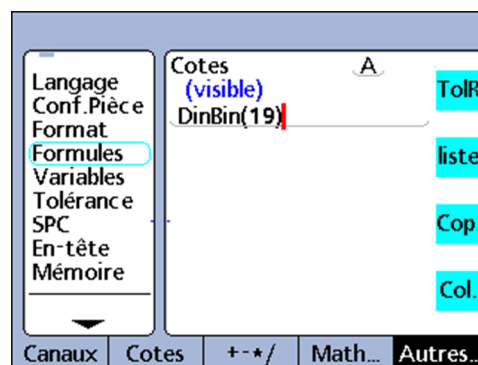 Langage
Conf.Pièce
Format
Formules
Variables
Tolérance
SPC
En-tête
Mémoire
Cotes A
(visible)
DinBin(19)
TolR
liste
Cop.
Col.
Canaux Cotes +-*/ Math... Autres...